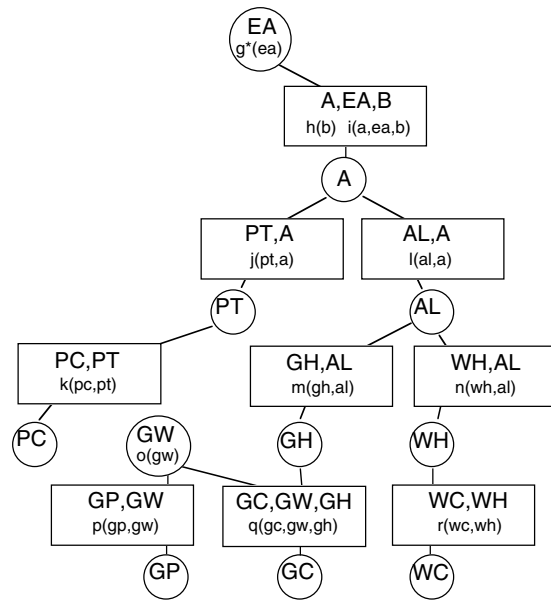 EA
g*(ea)
A,EA,B
h(b) i(a,ea,b)
A
PT,A
j(pt,a)
AL,A
l(al,a)
PT
AL
PC,PT
k(pc,pt)
GH,AL
m(gh,al)
WH,AL
n(wh,al)
PC
GW
o(gw)
GH
WH
GP,GW
p(gp,gw)
GC,GW,GH
q(gc,gw,gh)
WC,WH
r(wc,wh)
GP
GC
WC